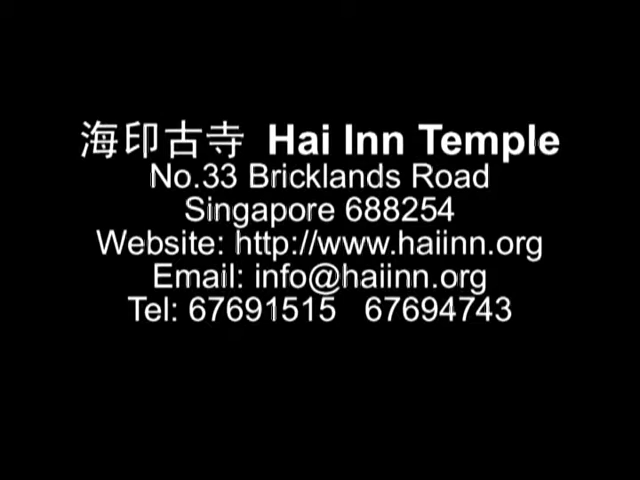 海印古寺 Hai Inn Temple
No.33 Bricklands Road
Singapore 688254
Website: http://www.haiinn.org
Email: info@haiinn.org
Tel: 67691515 67694743